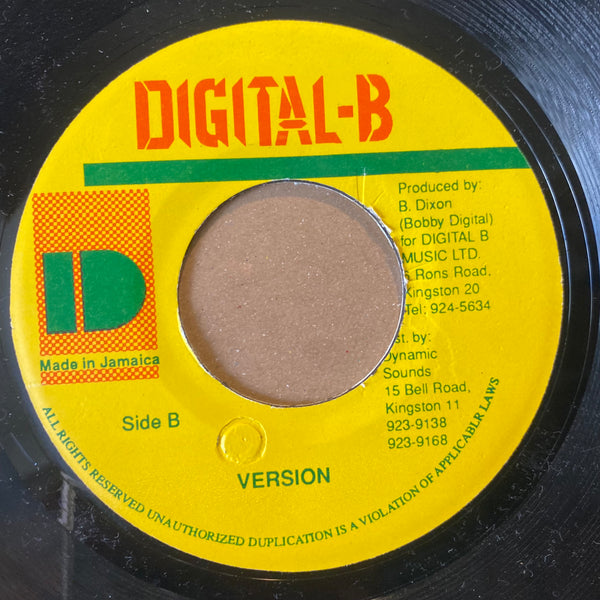 DIGITAL-B
Produced by:
B. Dixon
(Bobby Digital)
for DIGITAL B
MUSIC LTD.
Rons Road,
Kingston 20
Tel: 924-5634
Made in Jamaica
st. by:
Dynamic
Sounds
15 Bell Road,
Kingston 11
923-9138
923-9168
Side B
VERSION
ALL RIGHTS RESERVED UNAUTHORIZED DUPLICATION IS A VIOLATION OF APPLICABLR LAWS